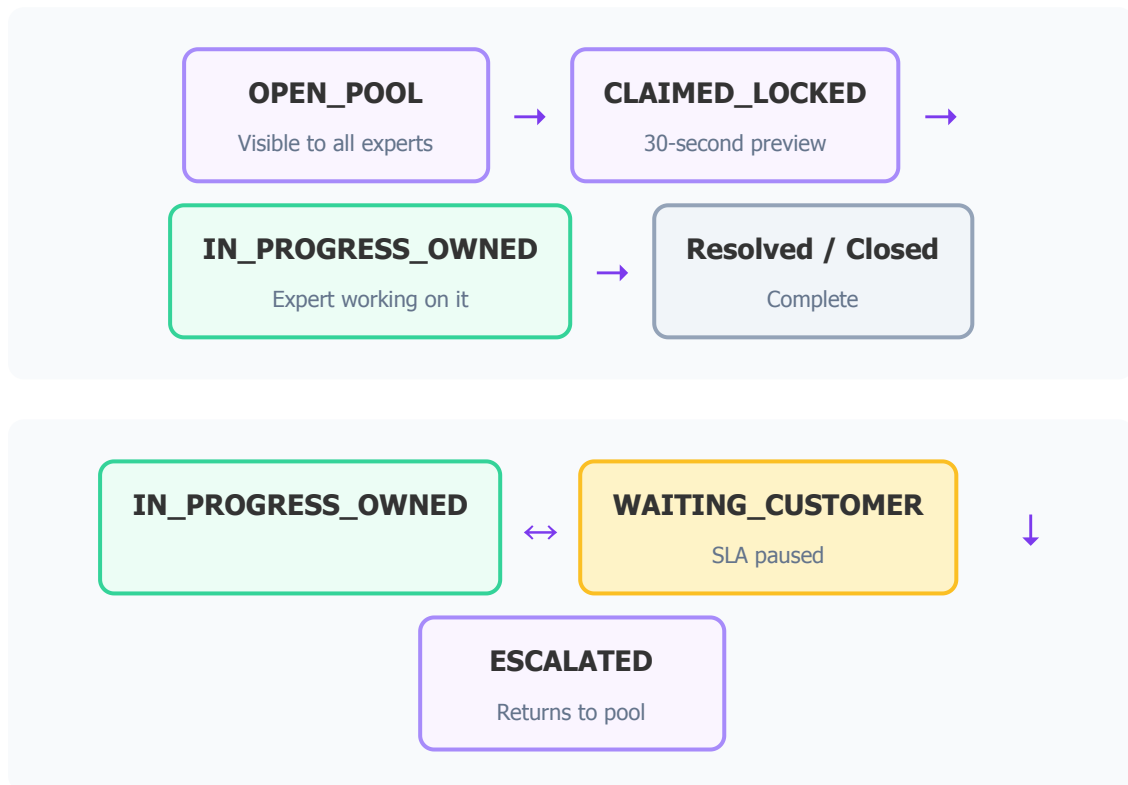 OPEN_POOL
Visible to all experts
→
CLAIMED_LOCKED
30-second preview
→
IN_PROGRESS_OWNED
Expert working on it
→
Resolved / Closed
Complete
IN_PROGRESS_OWNED
↔
WAITING_CUSTOMER
SLA paused
↓
ESCALATED
Returns to pool